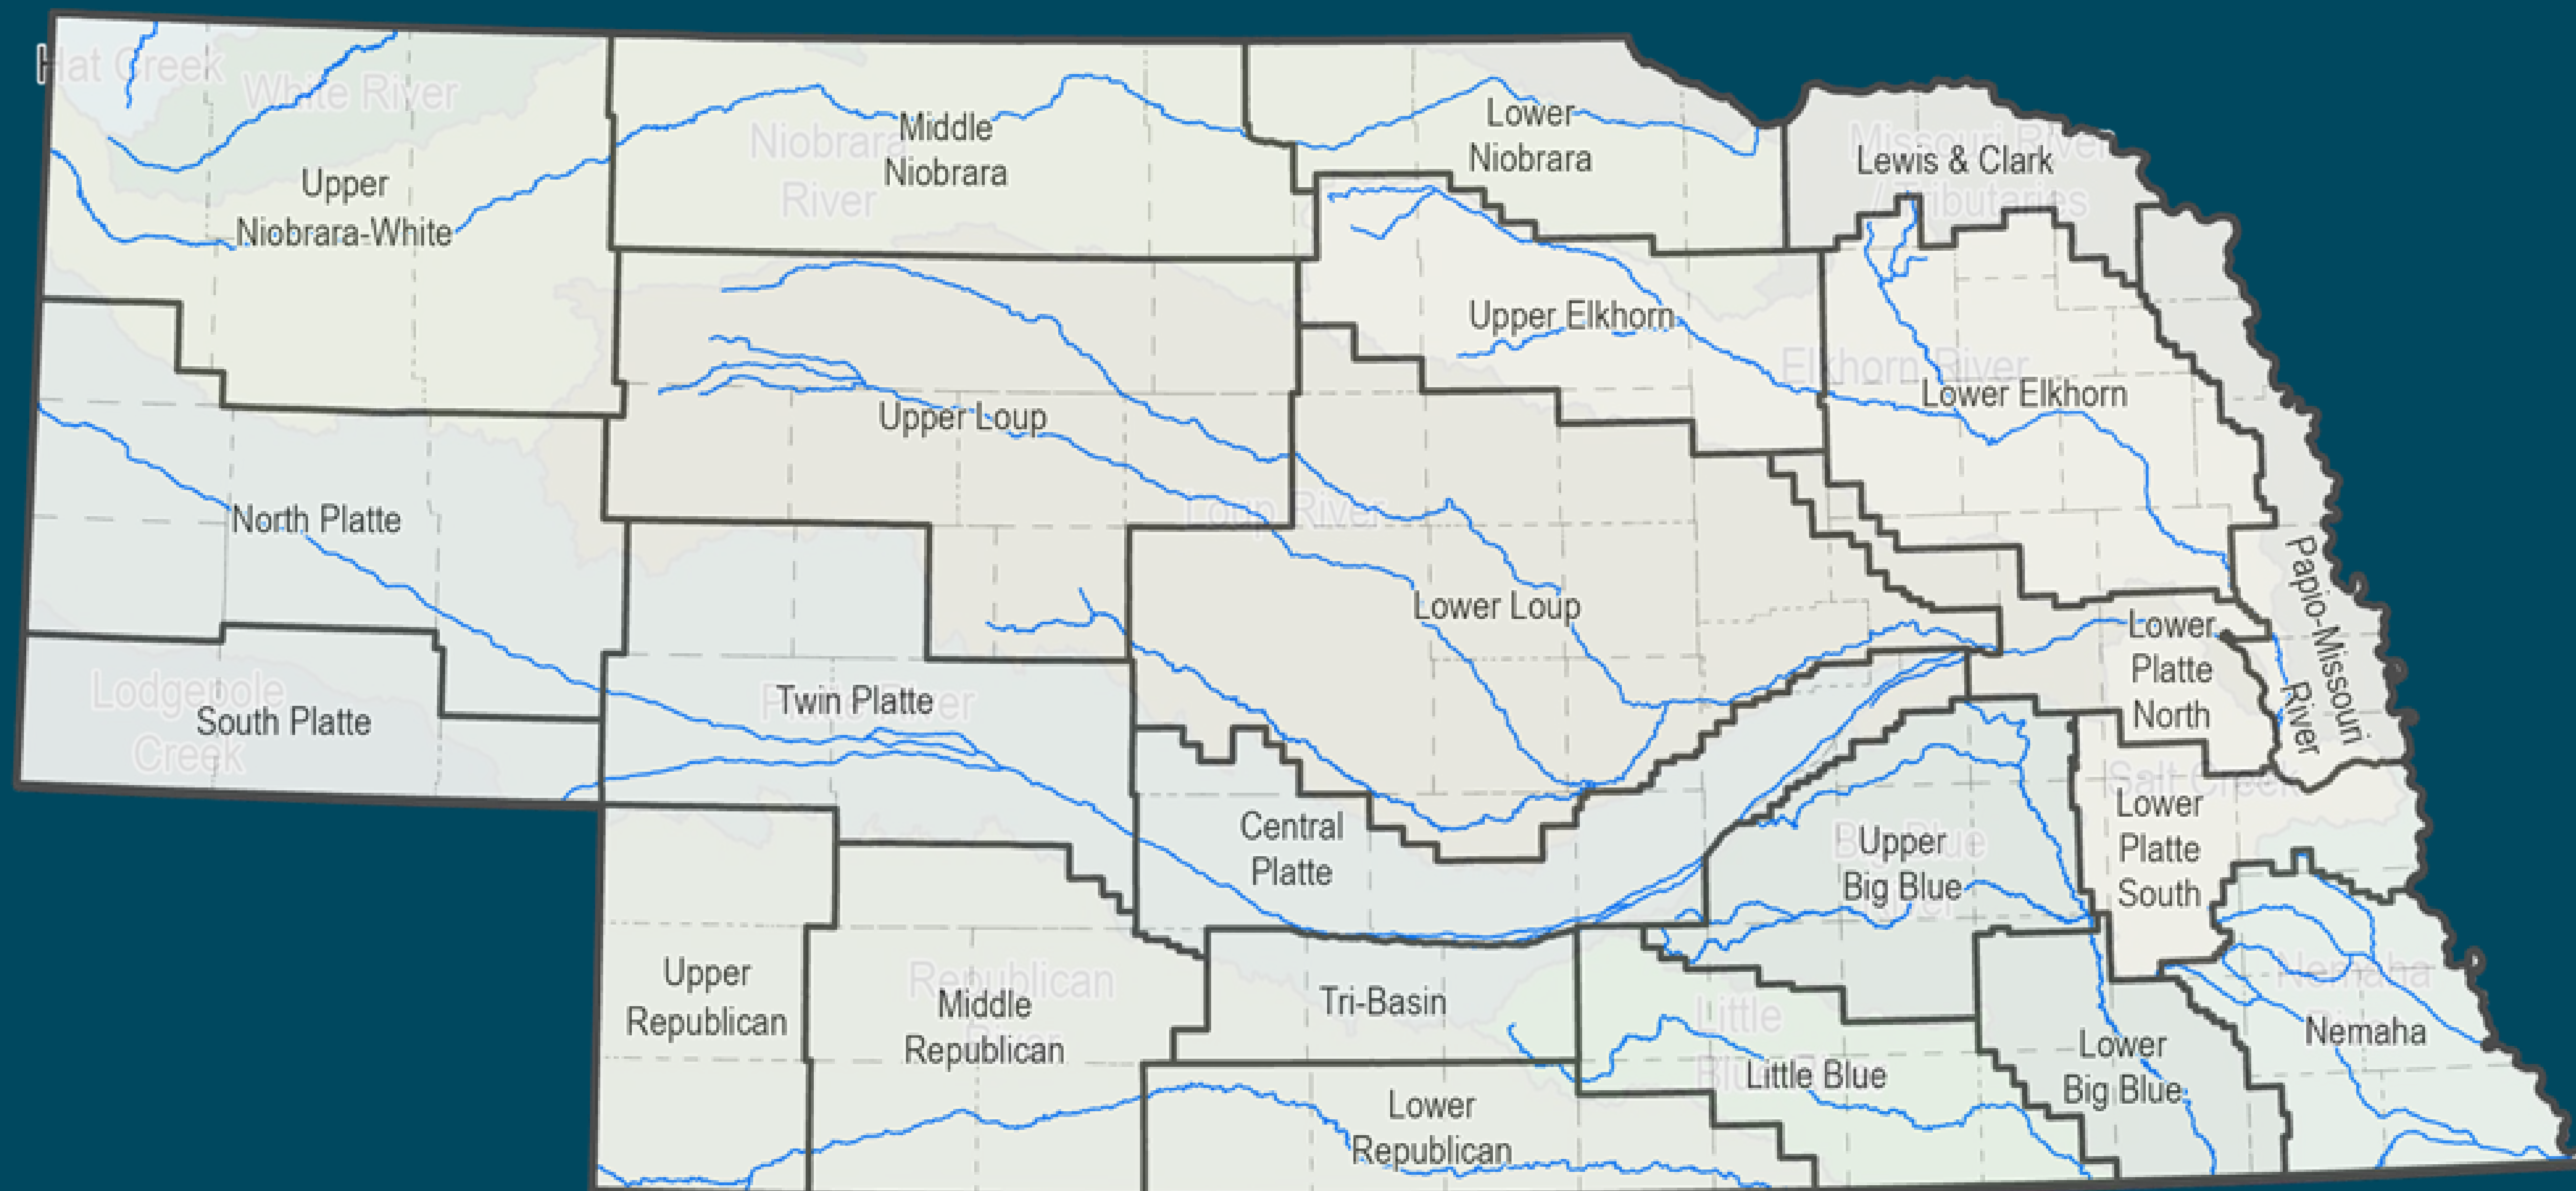 Hat Creek
White River
Upper
Niobrara-White
Niobrara
River
Middle
Niobrara
Lower
Niobrara
Missouri River
/ Tributaries
Lewis & Clark
Upper Elkhorn
Elkhorn River
Lower Elkhorn
Upper Loup
North Platte
Loup River
Lower Loup
Papio-Missouri
River
Lower
Platte
North
Lodgepole
Creek
South Platte
Twin Platte
Central
Platte
Salt Creek
Lower
Platte
South
Upper
Big Blue
Upper
Republican
Republican
River
Middle
Republican
Tri-Basin
Little
Little Blue
Lower
Big Blue
Nemaha
Nemaha
Lower
Republican